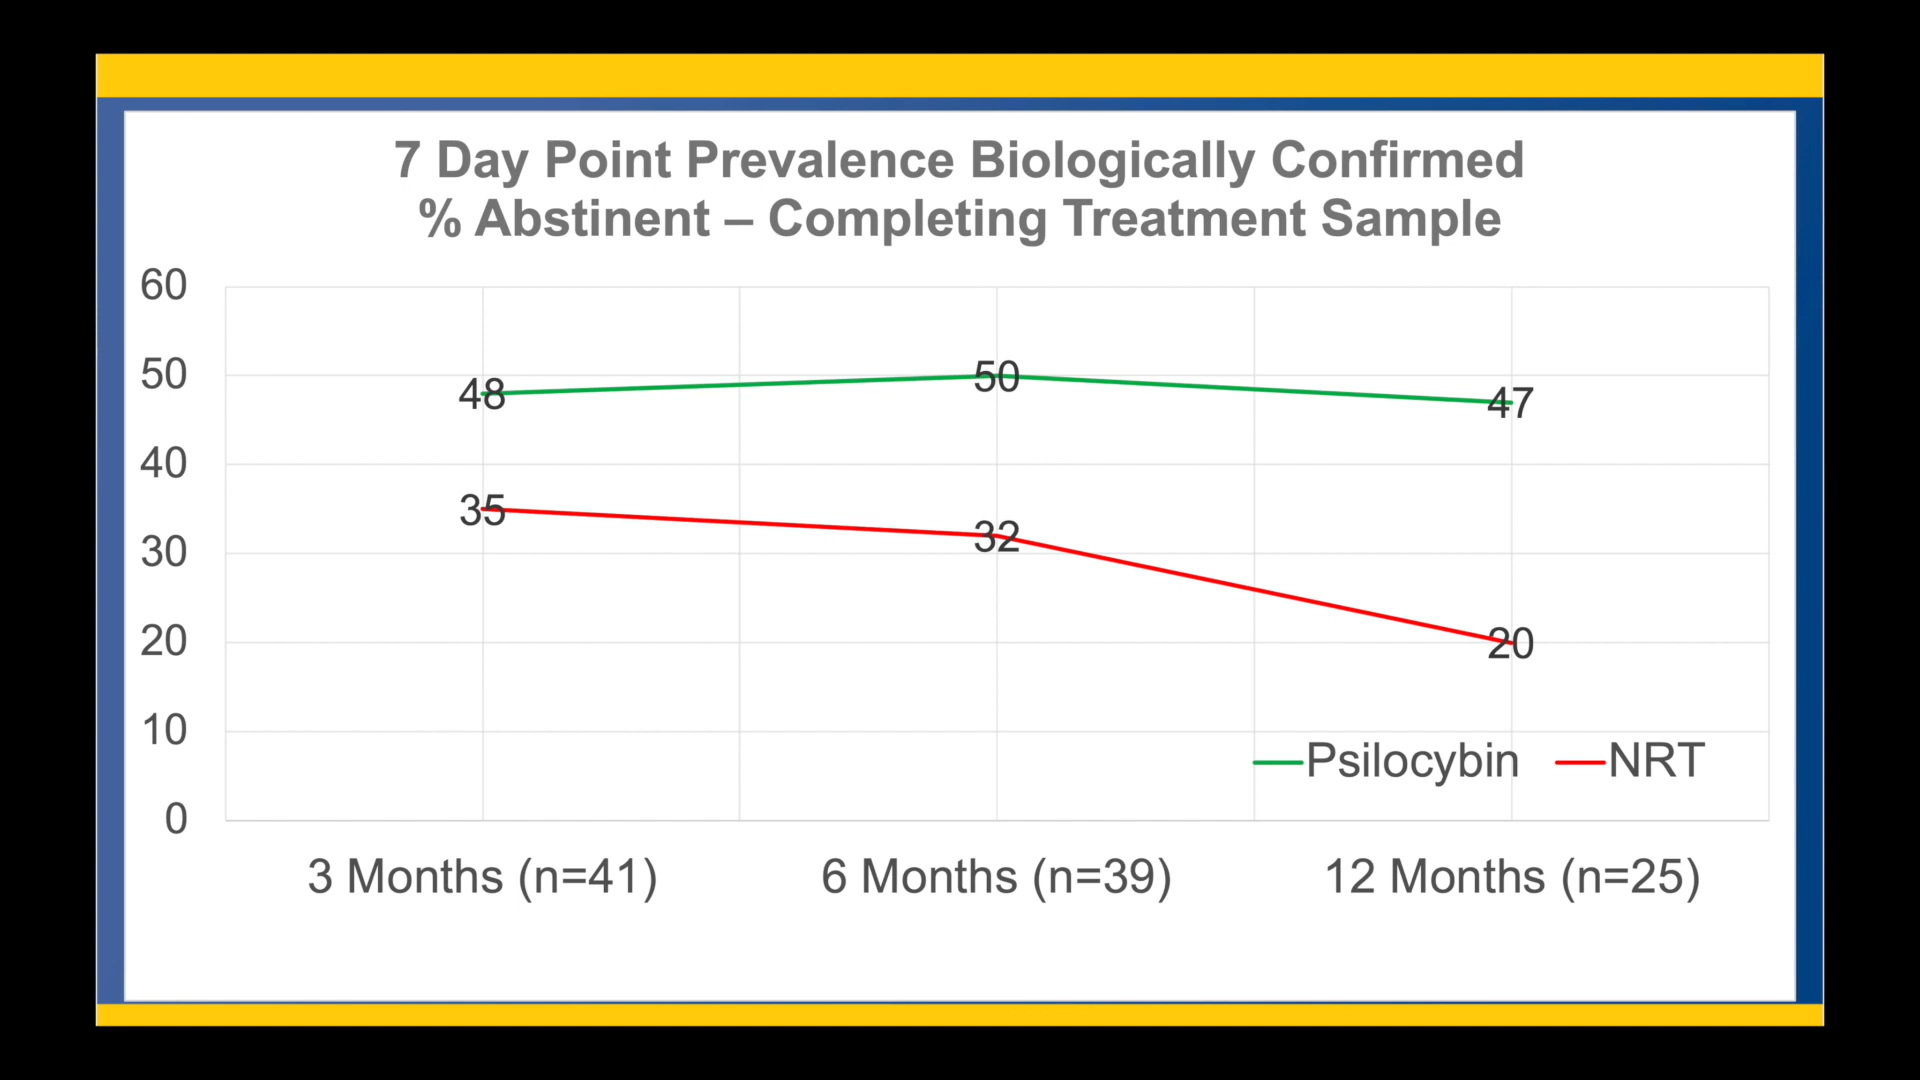 7 Day Point Prevalence Biologically Confirmed
% Abstinent – Completing Treatment Sample
60
50
40
30
20
10
0
48
50
47
35
32
20
Psilocybin
NRT
3 Months (n=41)
6 Months (n=39)
12 Months (n=25)